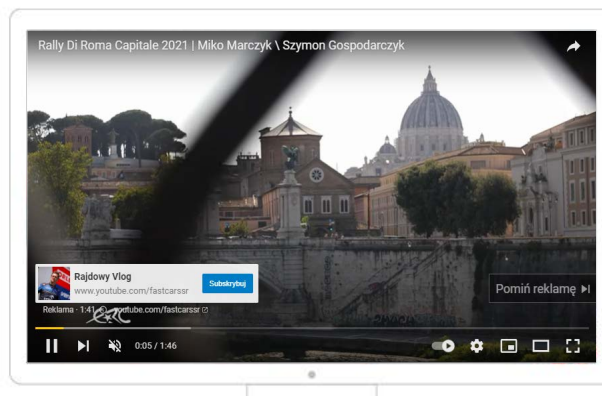 Rally Di Roma Capitale 2021 | Miko Marczyk \ Szymon Gospodarczyk
Rajdowy Vlog
www.youtube.com/fastcarssr
Subskrybuj
Pomiń reklamę
Reklama · 1:41 youtube.com/fastcarssr
ERC
0:05 / 1:46